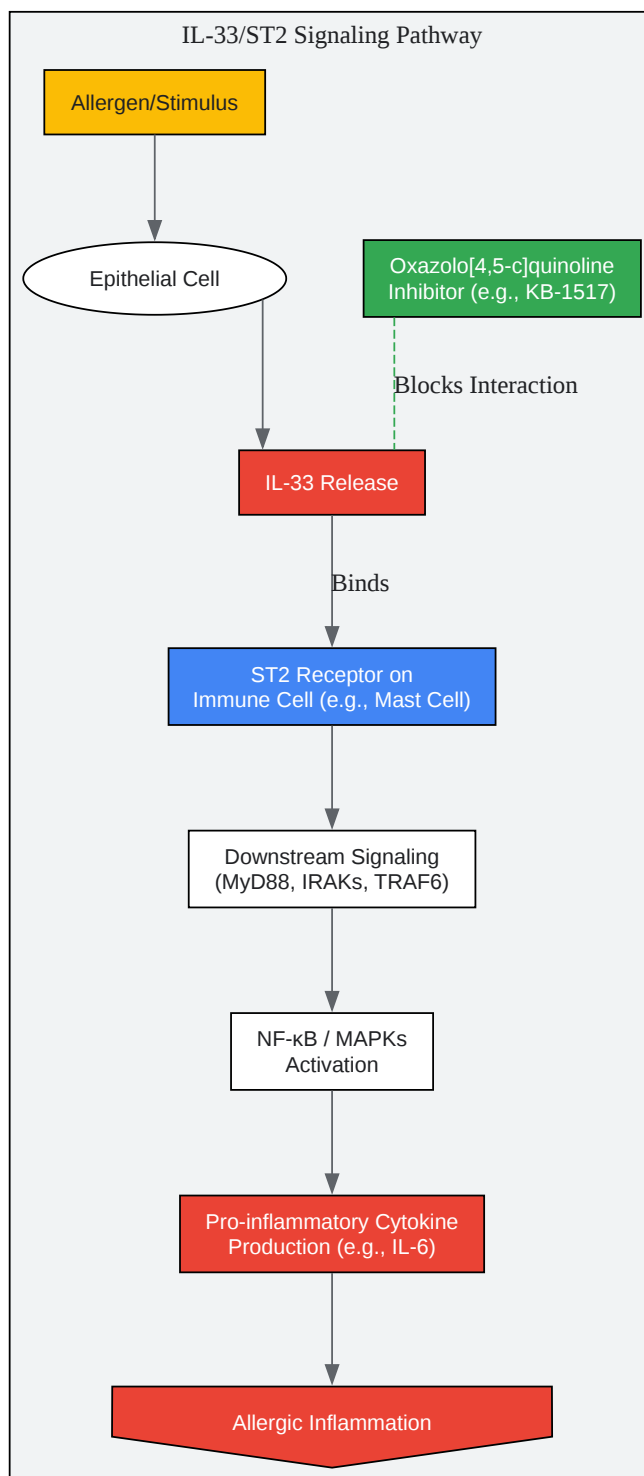 IL-33/ST2 Signaling Pathway
Allergen/Stimulus
Epithelial Cell
Oxazolo[4,5-c]quinoline
Inhibitor (e.g., KB-1517)
Blocks Interaction
IL-33 Release
Binds
ST2 Receptor on
Immune Cell (e.g., Mast Cell)
Downstream Signaling
(MyD88, IRAKs, TRAF6)
NF-κB / MAPKs
Activation
Pro-inflammatory Cytokine
Production (e.g., IL-6)
Allergic Inflammation